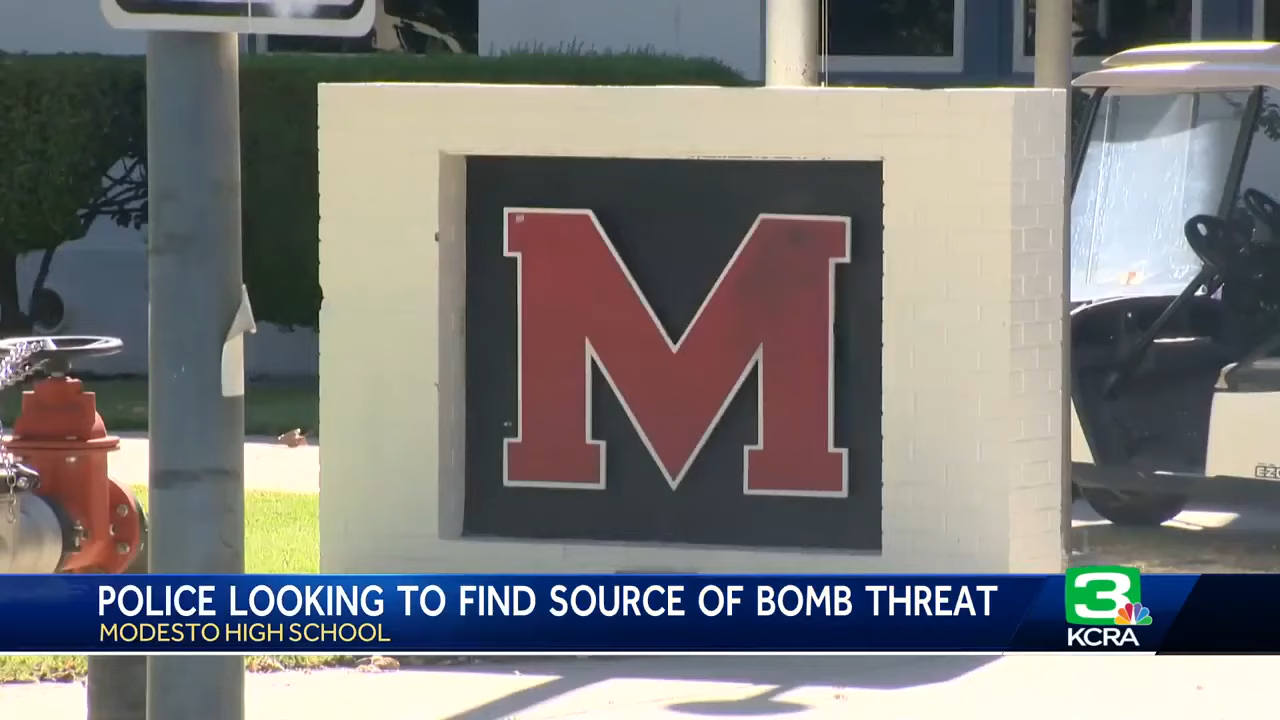 M
POLICE LOOKING TO FIND SOURCE OF BOMB THREAT
MODESTO HIGH SCHOOL
3
KCRA